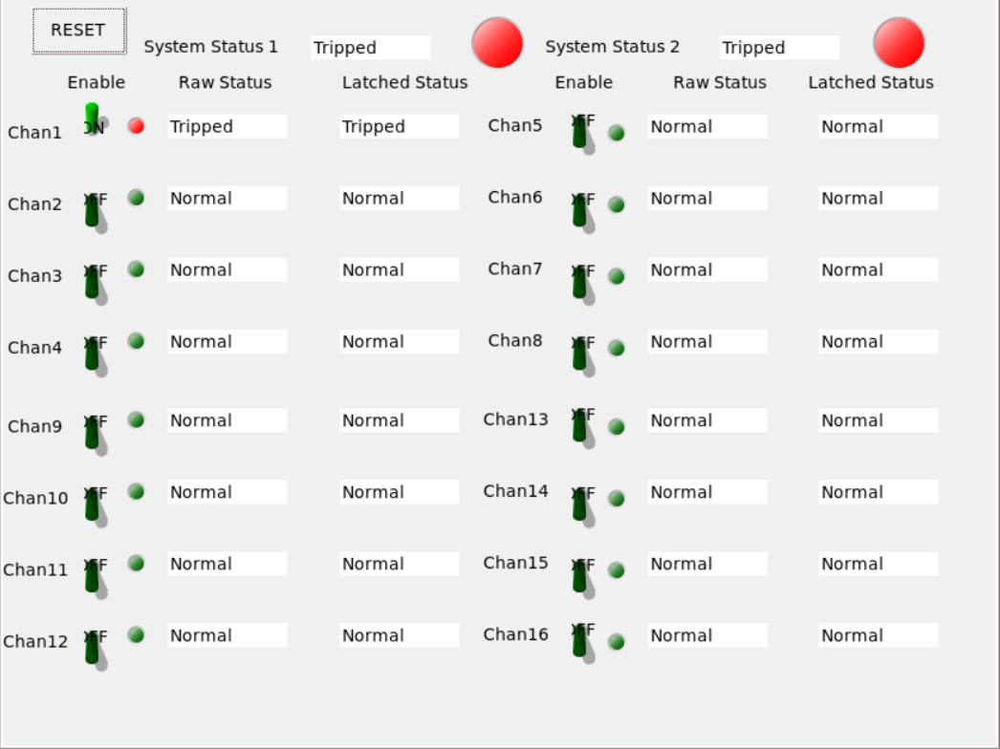 RESET
System Status 1 Tripped System Status 2 Tripped
Enable Raw Status Latched Status Enable Raw Status Latched Status
Chan1 ON Tripped Tripped Chan5 OFF Normal Normal
Chan2 OFF Normal Normal Chan6 OFF Normal Normal
Chan3 OFF Normal Normal Chan7 OFF Normal Normal
Chan4 OFF Normal Normal Chan8 OFF Normal Normal
Chan9 OFF Normal Normal Chan13 OFF Normal Normal
Chan10 OFF Normal Normal Chan14 OFF Normal Normal
Chan11 OFF Normal Normal Chan15 OFF Normal Normal
Chan12 OFF Normal Normal Chan16 OFF Normal Normal